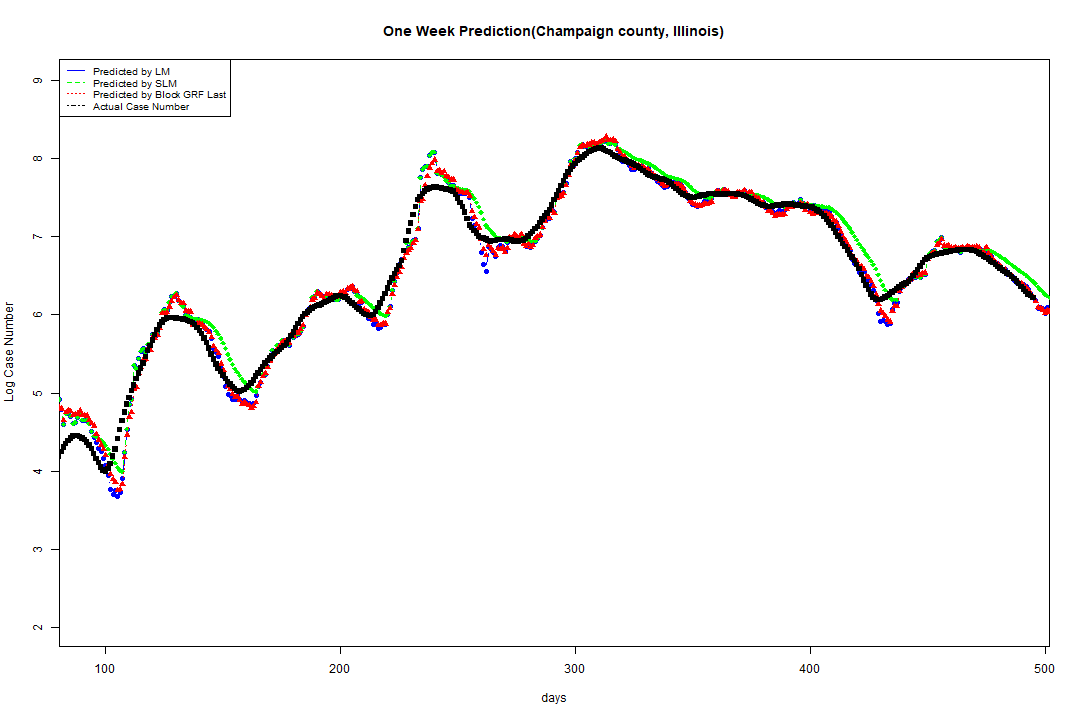 One Week Prediction(Champaign county, Illinois)
Predicted by LM
Predicted by SLM
Predicted by Block GRF Last
Actual Case Number
9
8
7
6
5
4
3
2
Log Case Number
100 200 300 400 500
days